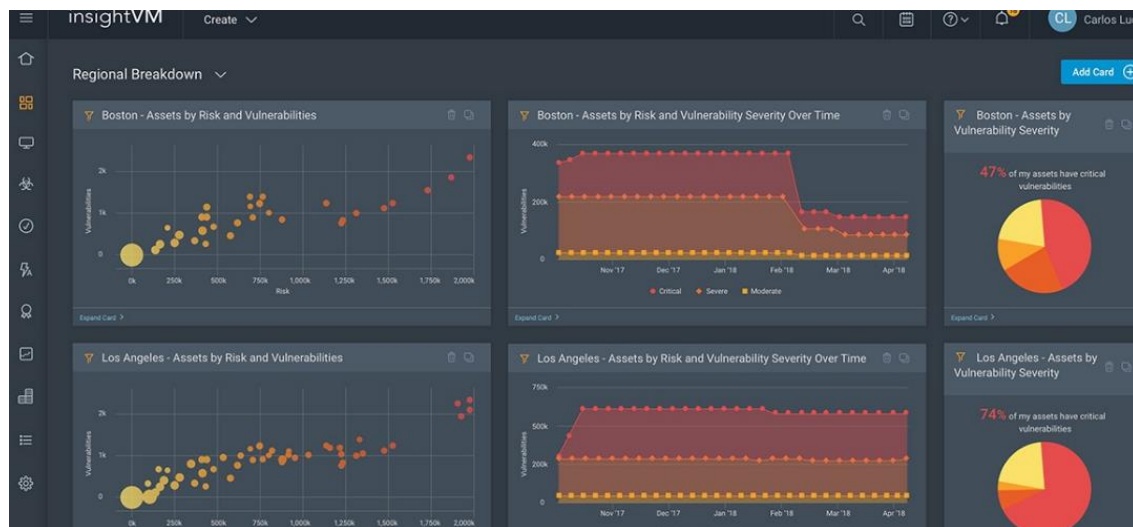 insightVM
Create
CL
Carlos Lu
Regional Breakdown
Add Card
Boston - Assets by Risk and Vulnerabilities
Vulnerabilities
2k
1k
0
0k 250k 500k 750k 1,000k 1,250k 1,500k 1,750k 2,000k
Risk
Expand Card >
Boston - Assets by Risk and Vulnerability Severity Over Time
Vulnerabilities
400k
200k
0
Nov '17 Dec '17 Jan '18 Feb '18 Mar '18 Apr '18
Critical Severe Moderate
Expand Card >
Boston - Assets by
Vulnerability Severity
47% of my assets have critical
vulnerabilities
Expand Card >
Los Angeles - Assets by Risk and Vulnerabilities
Vulnerabilities
2k
1k
0
0k 250k 500k 750k 1,000k 1,250k 1,500k 1,750k 2,000k
Los Angeles - Assets by Risk and Vulnerability Severity Over Time
Vulnerabilities
750k
500k
200k
0
Nov '17 Dec '17 Jan '18 Feb '18 Mar '18 Apr '18
Los Angeles - Assets by
Vulnerability Severity
74% of my assets have critical
vulnerabilities